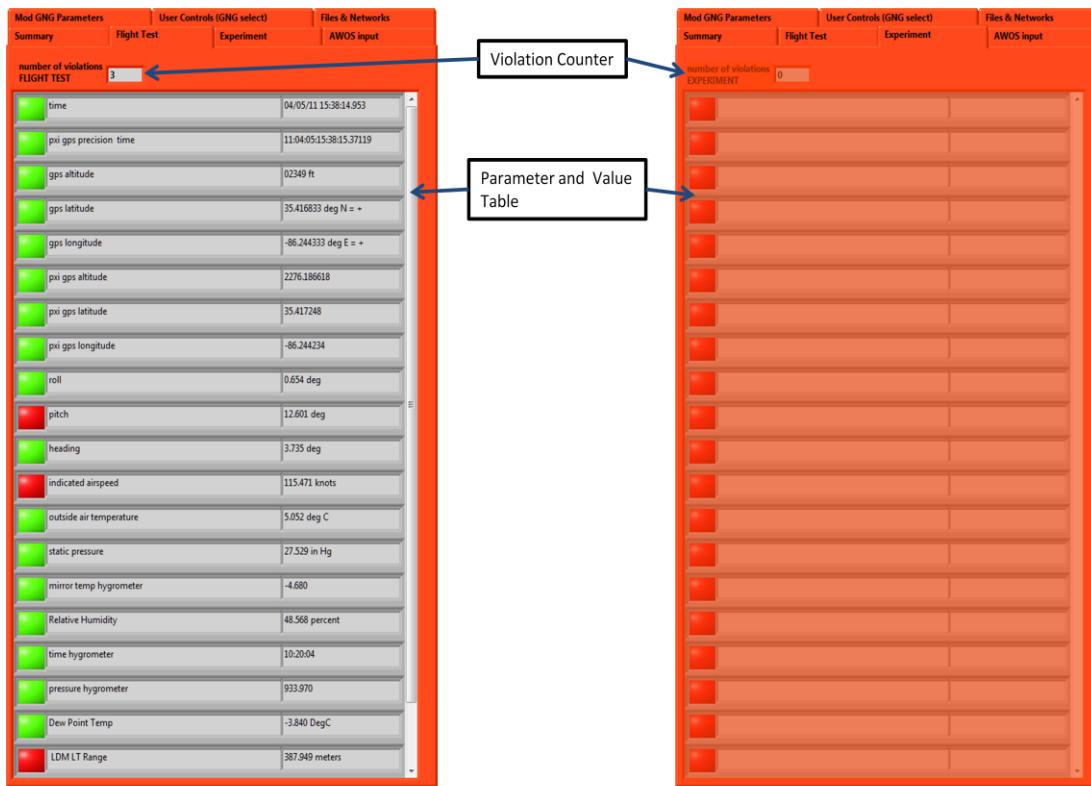 Mod GNG Parameters User Controls (GNG select) Files & Networks
Summary Flight Test Experiment AWOS input
number of violations
FLIGHT TEST 3
time 04/05/11 15:38:14.953
pxi gps precision time 11:04:05:15:38:15.37119
gps altitude 02349 ft
gps latitude 35.416833 deg N = +
gps longitude -86.244333 deg E = +
pxi gps altitude 2276.186618
pxi gps latitude 35.417248
pxi gps longitude -86.244234
roll 0.654 deg
pitch 12.601 deg
heading 3.735 deg
indicated airspeed 115.471 knots
outside air temperature 5.052 deg C
static pressure 27.529 in Hg
mirror temp hygrometer -4.680
Relative Humidity 48.568 percent
time hygrometer 10:20:04
pressure hygrometer 933.970
Dew Point Temp -3.840 DegC
LDM LT Range 387.949 meters
Violation Counter
Parameter and Value
Table
Mod GNG Parameters User Controls (GNG select) Files & Networks
Summary Flight Test Experiment AWOS input
number of violations
EXPERIMENT 0